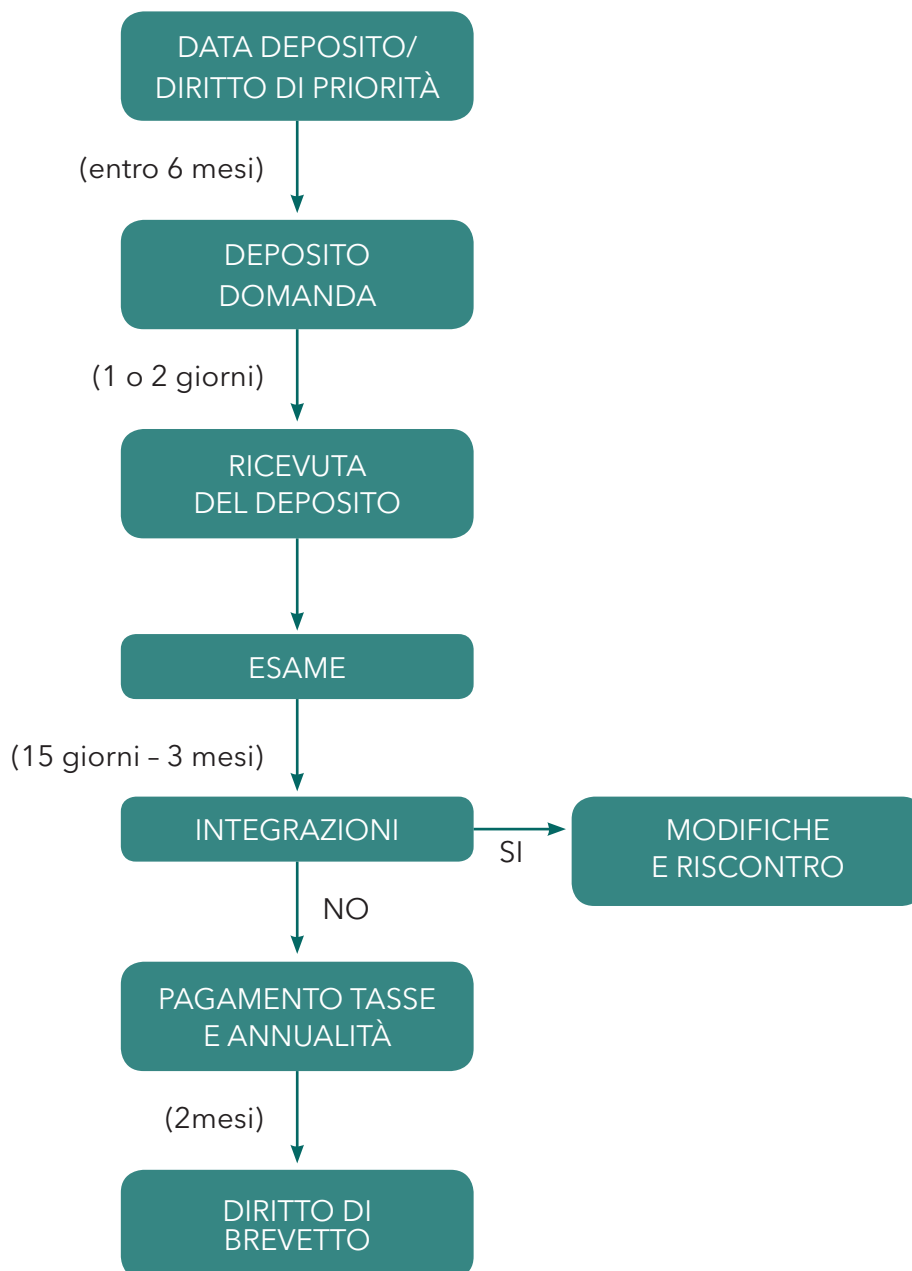 DATA DEPOSITO/
DIRITTO DI PRIORITÀ
(entro 6 mesi)
DEPOSITO
DOMANDA
(1 o 2 giorni)
RICEVUTA
DEL DEPOSITO
ESAME
(15 giorni – 3 mesi)
INTEGRAZIONI
SI
MODIFICHE
E RISCONTRO
NO
PAGAMENTO TASSE
E ANNUALITÀ
(2mesi)
DIRITTO DI
BREVETTO